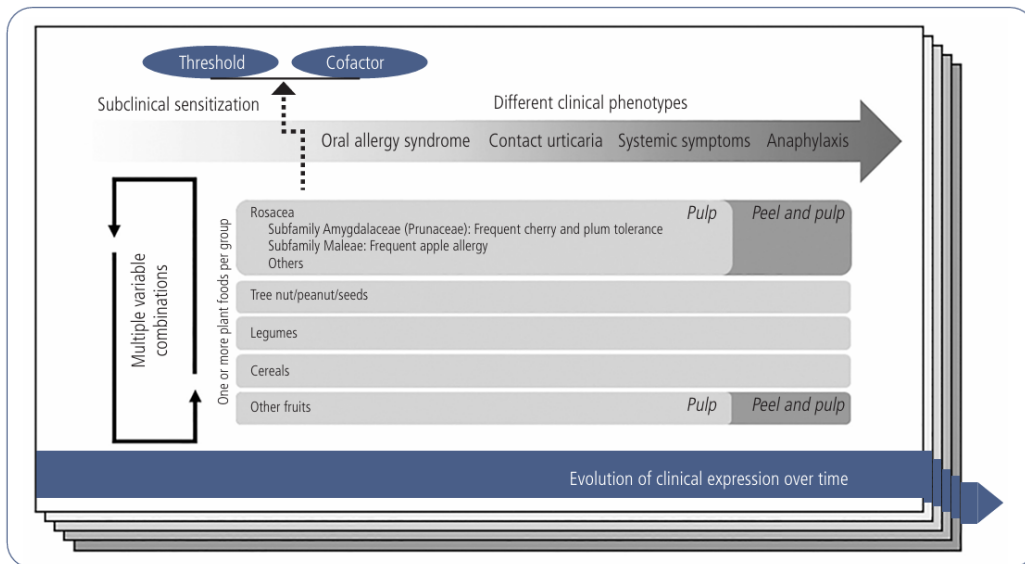 Threshold
Cofactor
Subclinical sensitization
Different clinical phenotypes
Oral allergy syndrome
Contact urticaria
Systemic symptoms
Anaphylaxis
Multiple variable
combinations
One or more plant foods per group
Rosacea
Pulp
Peel and pulp
Subfamily Amygdalaceae (Prunaceae): Frequent cherry and plum tolerance
Subfamily Maleae: Frequent apple allergy
Others
Tree nut/peanut/seeds
Legumes
Cereals
Other fruits
Pulp
Peel and pulp
Evolution of clinical expression over time